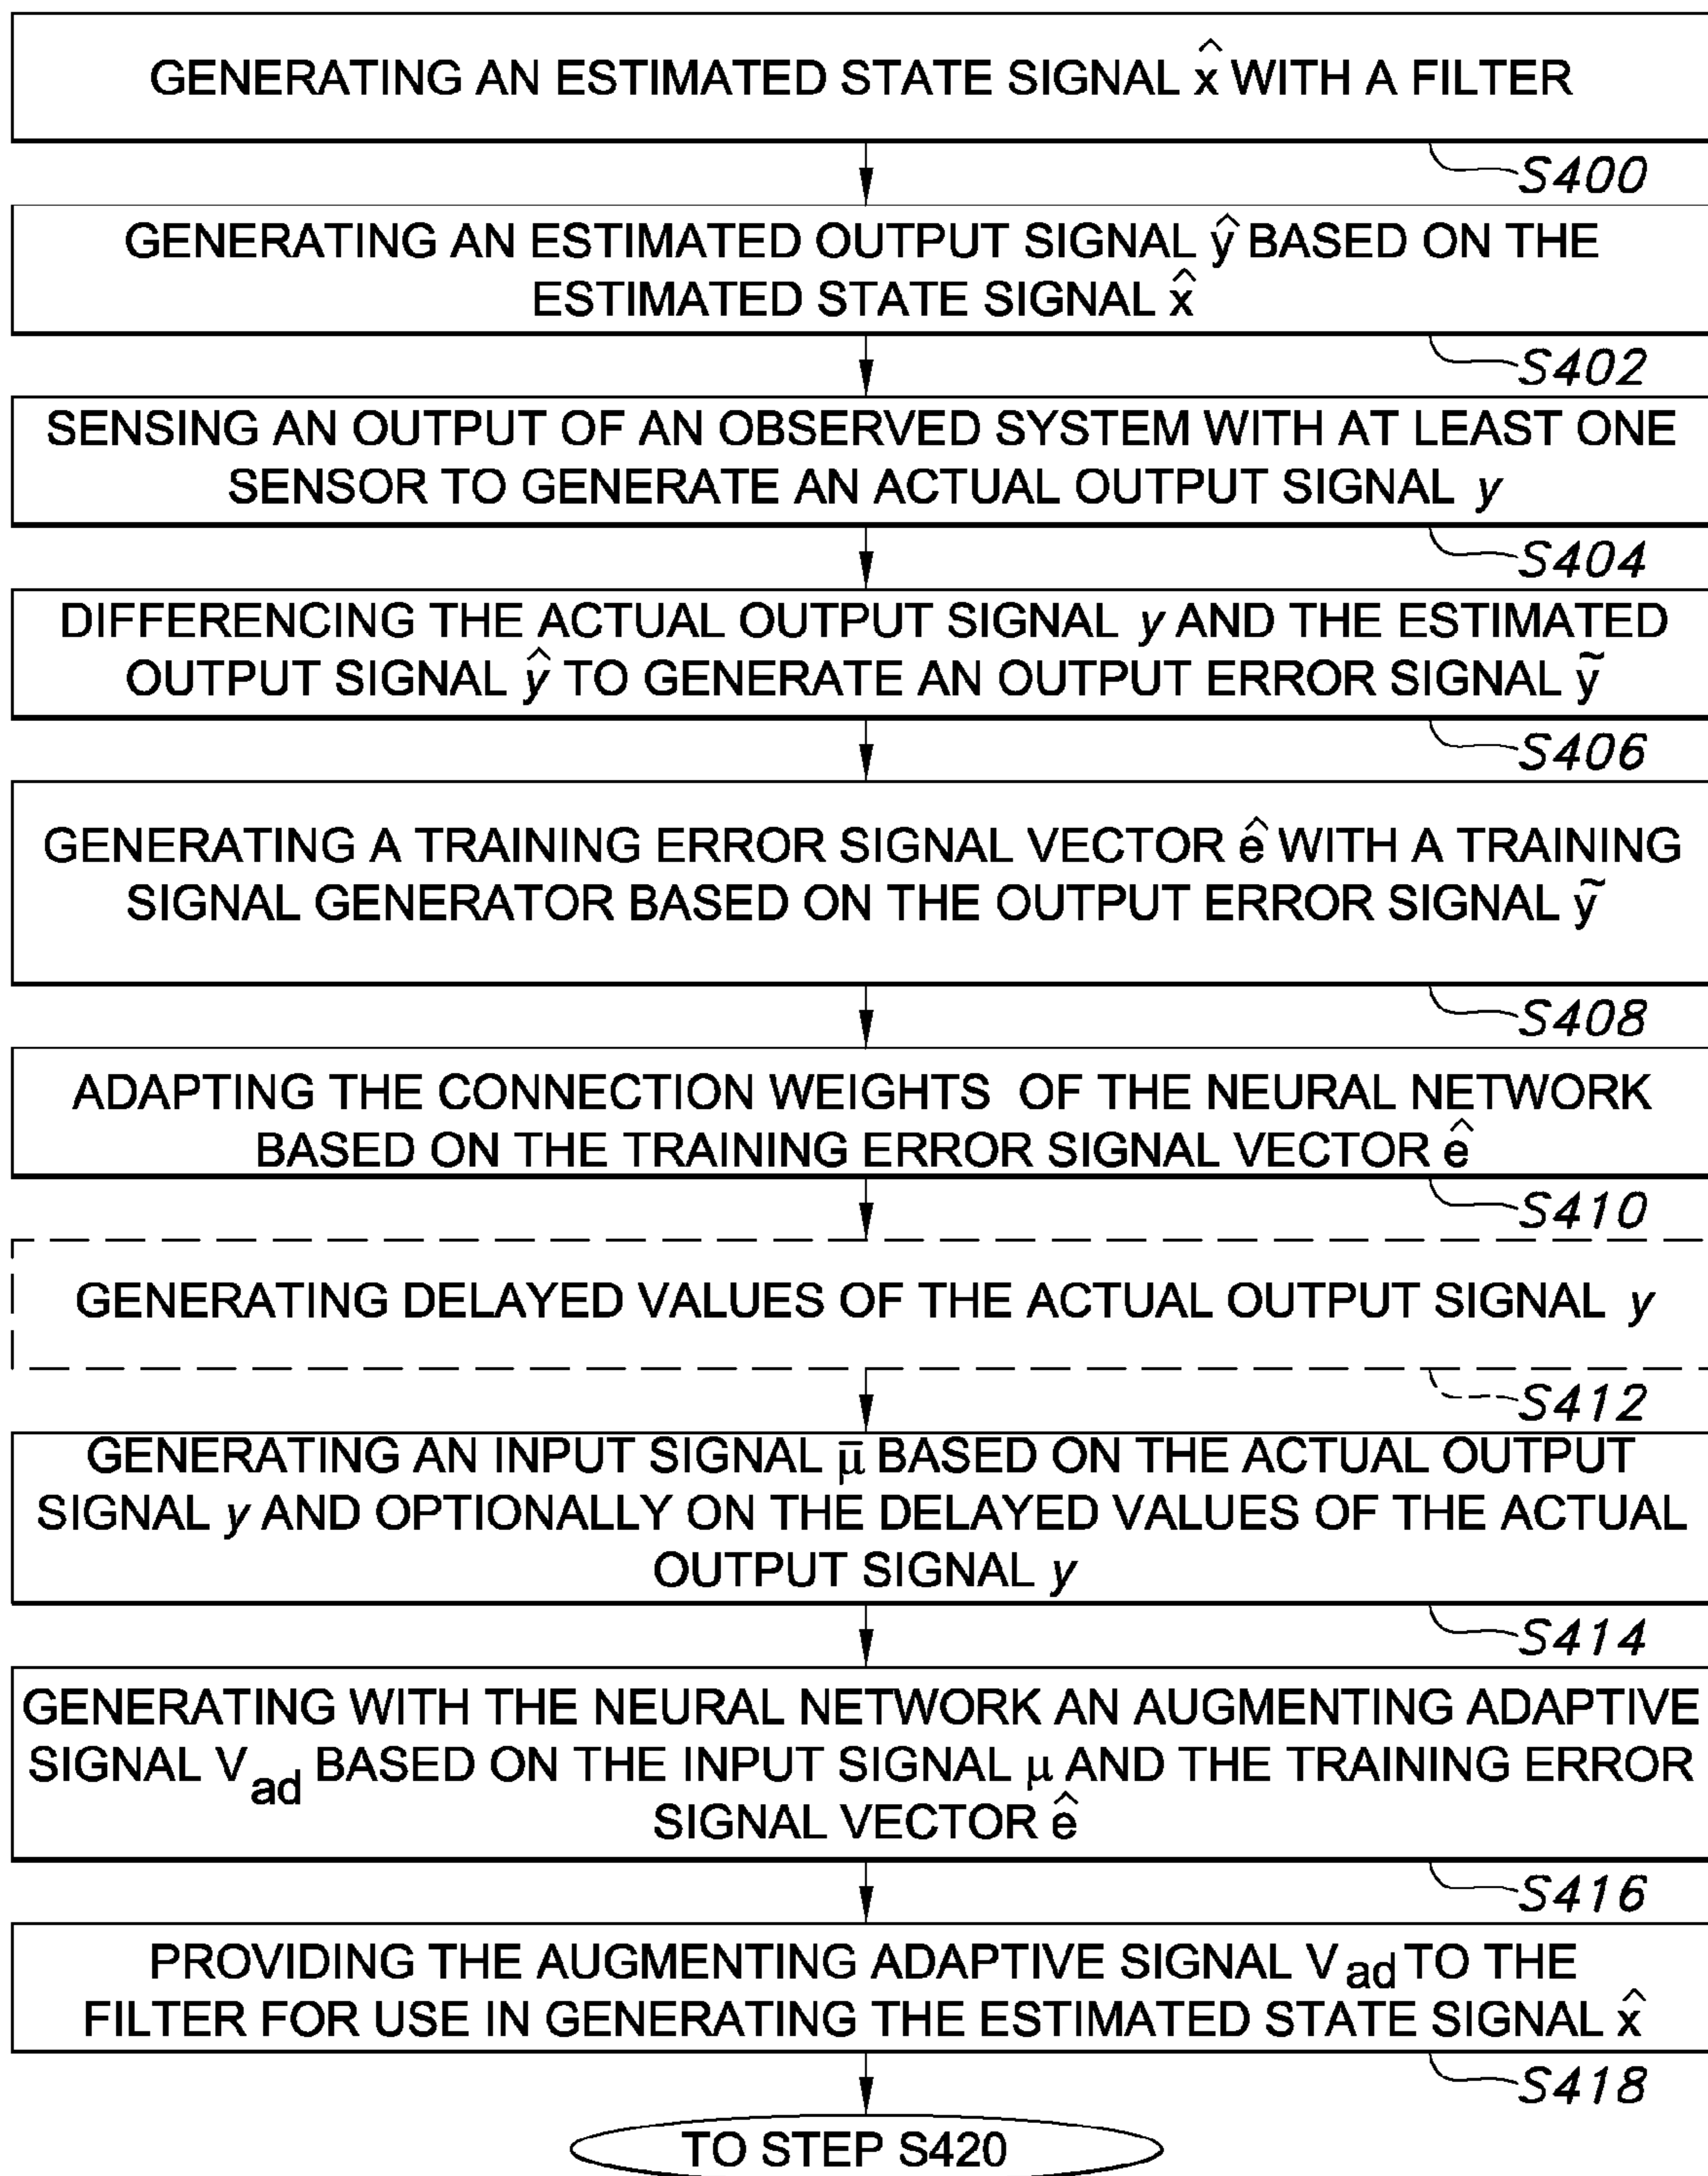 GENERATING AN ESTIMATED STATE SIGNAL x̂ WITH A FILTER
S400
GENERATING AN ESTIMATED OUTPUT SIGNAL ŷ BASED ON THE
ESTIMATED STATE SIGNAL x̂
S402
SENSING AN OUTPUT OF AN OBSERVED SYSTEM WITH AT LEAST ONE
SENSOR TO GENERATE AN ACTUAL OUTPUT SIGNAL y
S404
DIFFERENCING THE ACTUAL OUTPUT SIGNAL y AND THE ESTIMATED
OUTPUT SIGNAL ŷ TO GENERATE AN OUTPUT ERROR SIGNAL ỹ
S406
GENERATING A TRAINING ERROR SIGNAL VECTOR ê WITH A TRAINING
SIGNAL GENERATOR BASED ON THE OUTPUT ERROR SIGNAL ỹ
S408
ADAPTING THE CONNECTION WEIGHTS OF THE NEURAL NETWORK
BASED ON THE TRAINING ERROR SIGNAL VECTOR ê
S410
GENERATING DELAYED VALUES OF THE ACTUAL OUTPUT SIGNAL y
S412
GENERATING AN INPUT SIGNAL μ̄ BASED ON THE ACTUAL OUTPUT
SIGNAL y AND OPTIONALLY ON THE DELAYED VALUES OF THE ACTUAL
OUTPUT SIGNAL y
S414
GENERATING WITH THE NEURAL NETWORK AN AUGMENTING ADAPTIVE
SIGNAL Vad BASED ON THE INPUT SIGNAL μ AND THE TRAINING ERROR
SIGNAL VECTOR ê
S416
PROVIDING THE AUGMENTING ADAPTIVE SIGNAL Vad TO THE
FILTER FOR USE IN GENERATING THE ESTIMATED STATE SIGNAL x̂
S418
TO STEP S420